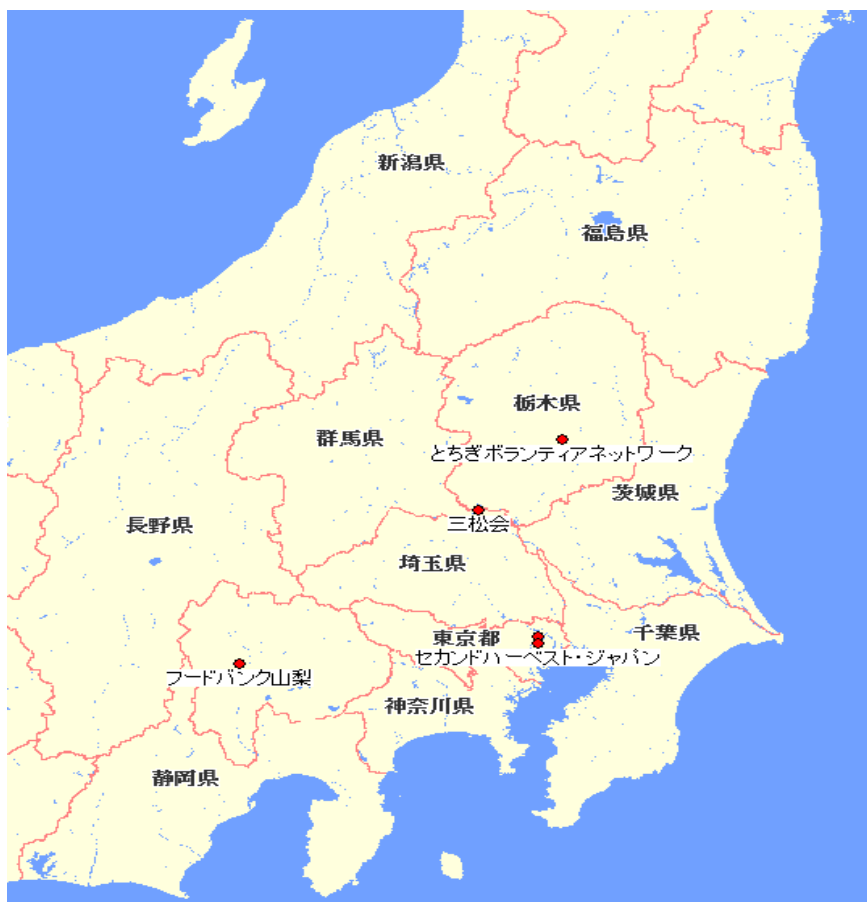 新潟県
福島県
栃木県
群馬県
とちぎボランティアネットワーク
茨城県
長野県
三松会
埼玉県
東京都
千葉県
セカンドハーベスト・ジャパン
フードバンク山梨
神奈川県
静岡県